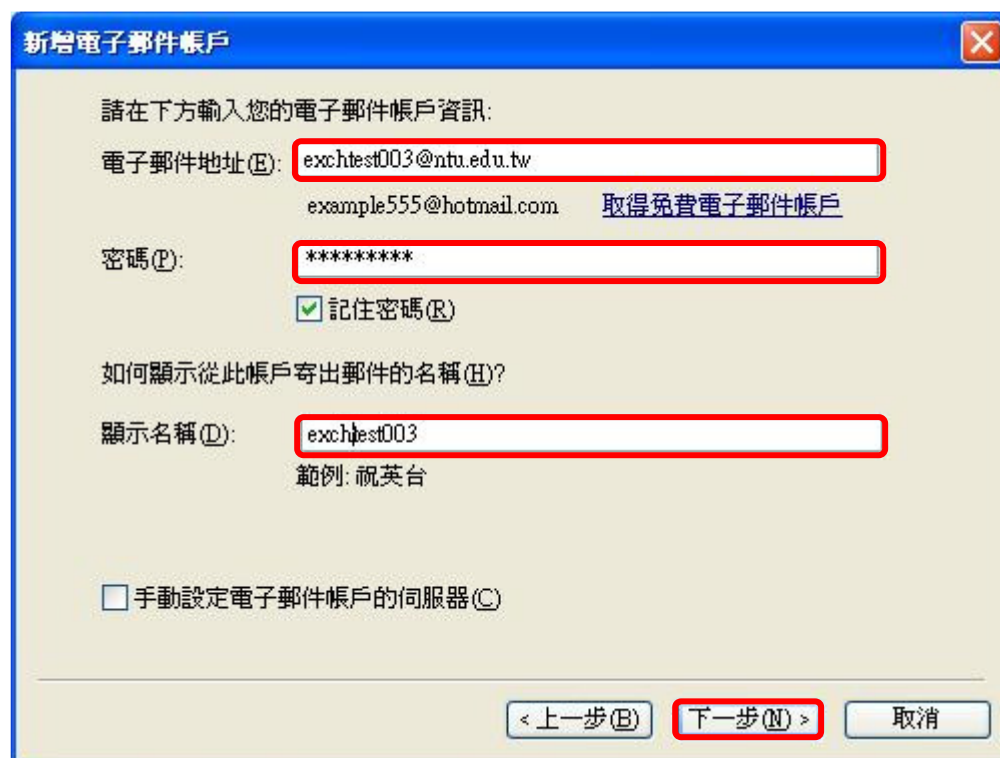 新增電子郵件帳戶
請在下方輸入您的電子郵件帳戶資訊:
電子郵件地址(E): exchtest003@ntu.edu.tw
example555@hotmail.com 取得免費電子郵件帳戶
密碼(P): *********
記住密碼(R)
如何顯示從此帳戶寄出郵件的名稱(H)?
顯示名稱(D): exchtest003
範例: 祝英台
手動設定電子郵件帳戶的伺服器(C)
< 上一步(B) 下一步(N) > 取消